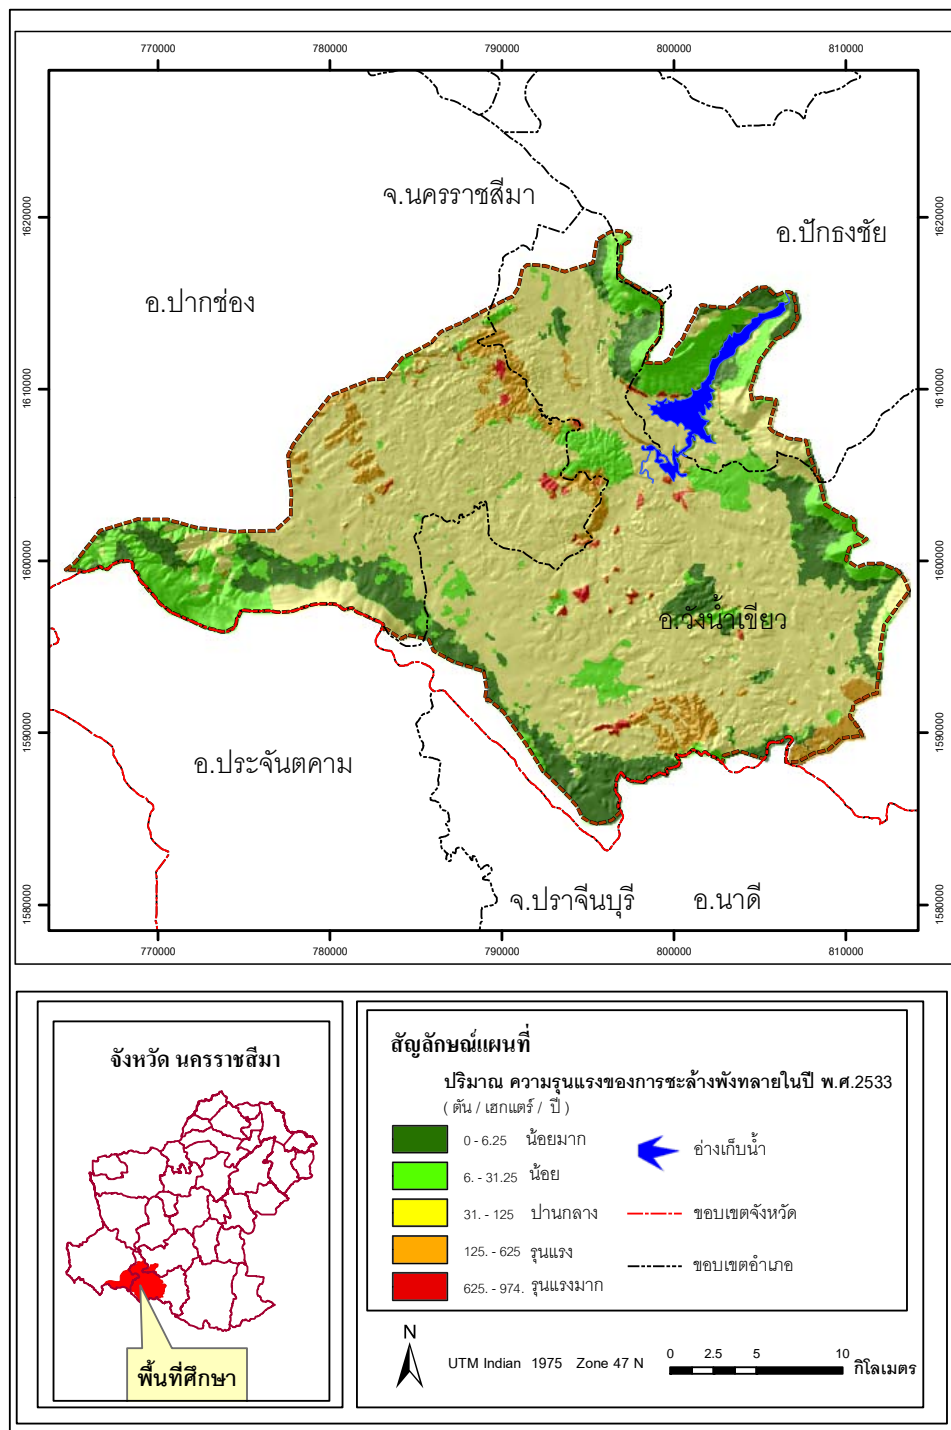 770000 780000 790000 800000 810000
จ.นครราชสีมา
1620000 1620000
อ.ปักธงชัย
อ.ปากช่อง
1610000 1610000
1600000 1600000
อ.วังน้ำเขียว
1590000 1590000
อ.ประจันตคาม
จ.ปราจีนบุรี อ.นาดี
1580000 1580000
770000 780000 790000 800000 810000
จังหวัด นครราชสีมา
พื้นที่ศึกษา
สัญลักษณ์แผนที่
ปริมาณ ความรุนแรงของการชะล้างพังทลายในปี พ.ศ.2533
( ตัน / เฮกแตร์ / ปี )
0 - 6.25 น้อยมาก
6. - 31.25 น้อย
31. - 125 ปานกลาง
125. - 625 รุนแรง
625. - 974. รุนแรงมาก
อ่างเก็บน้ำ
ขอบเขตจังหวัด
ขอบเขตอำเภอ
N
UTM Indian 1975 Zone 47 N
0 2.5 5 10
กิโลเมตร